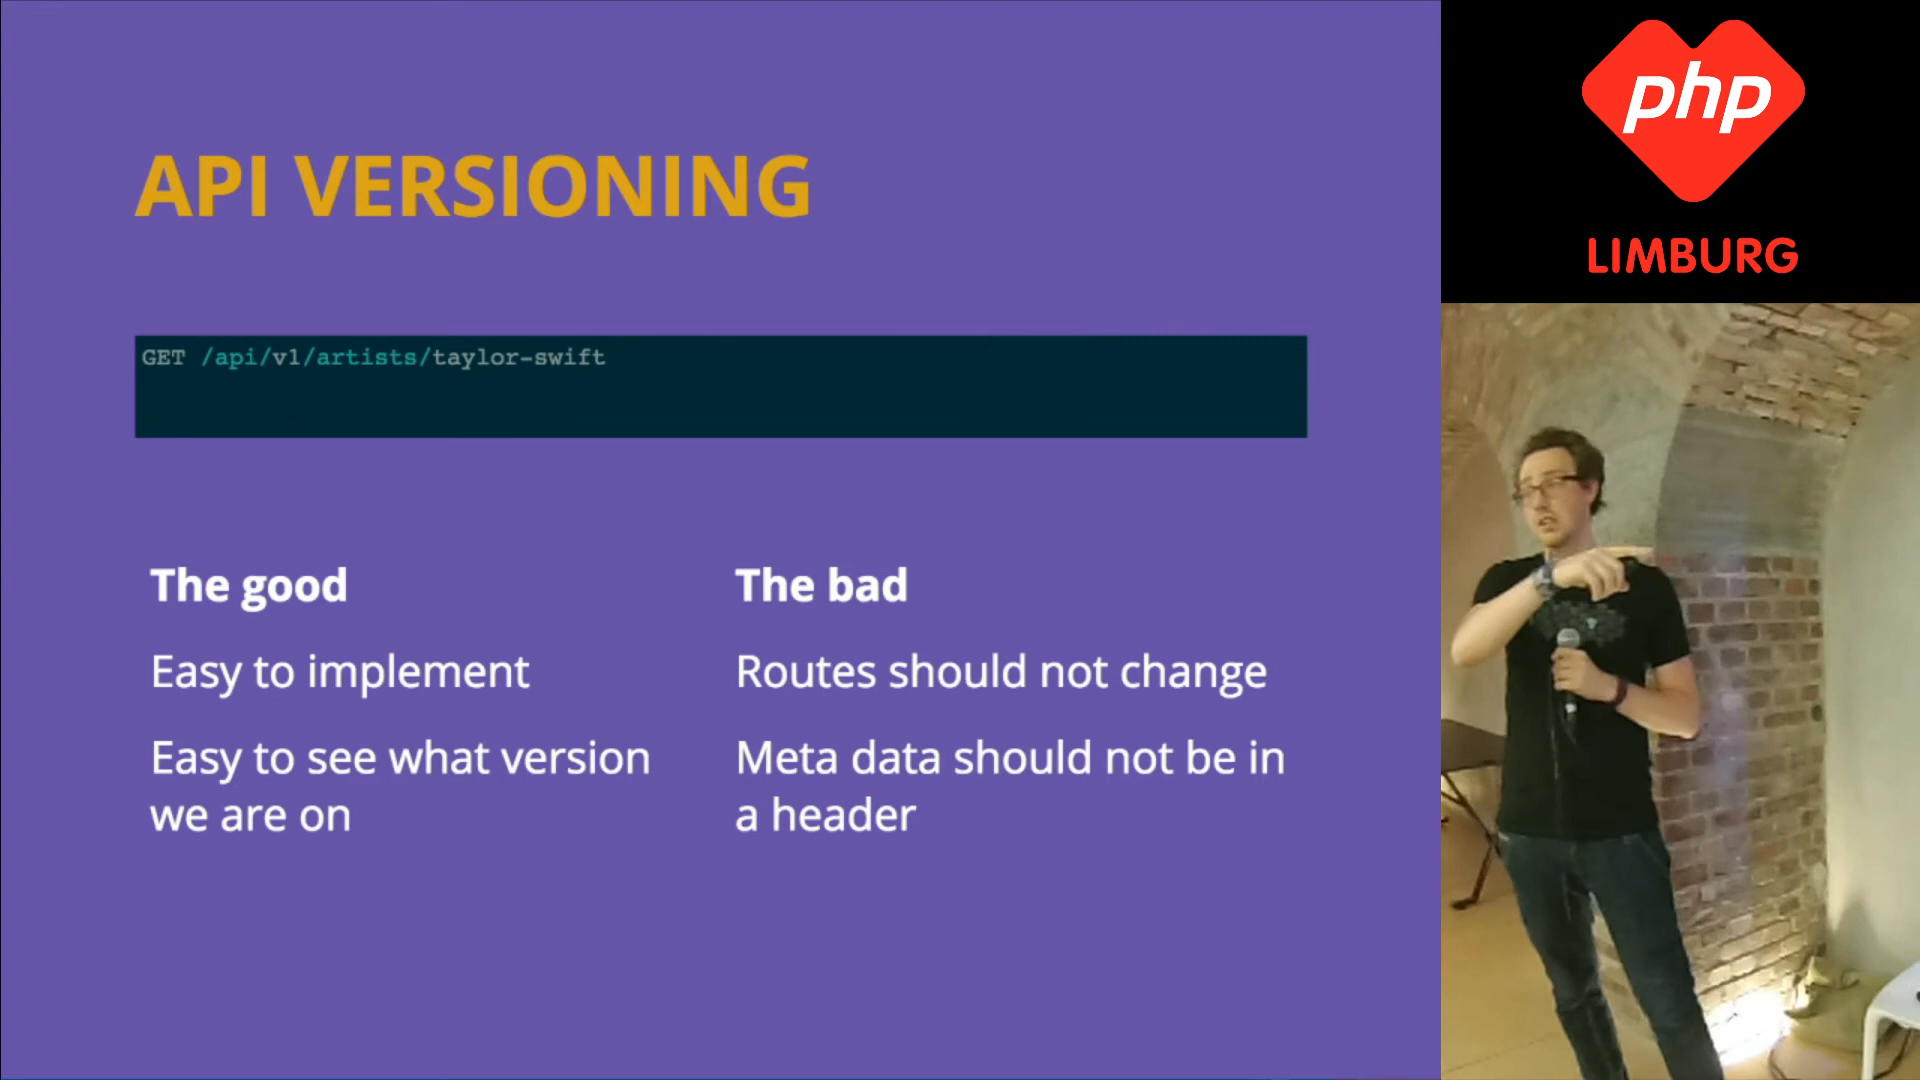 API VERSIONING
GET /api/v1/artists/taylor-swift
The good
Easy to implement
Easy to see what version
we are on
The bad
Routes should not change
Meta data should not be in
a header
php
LIMBURG